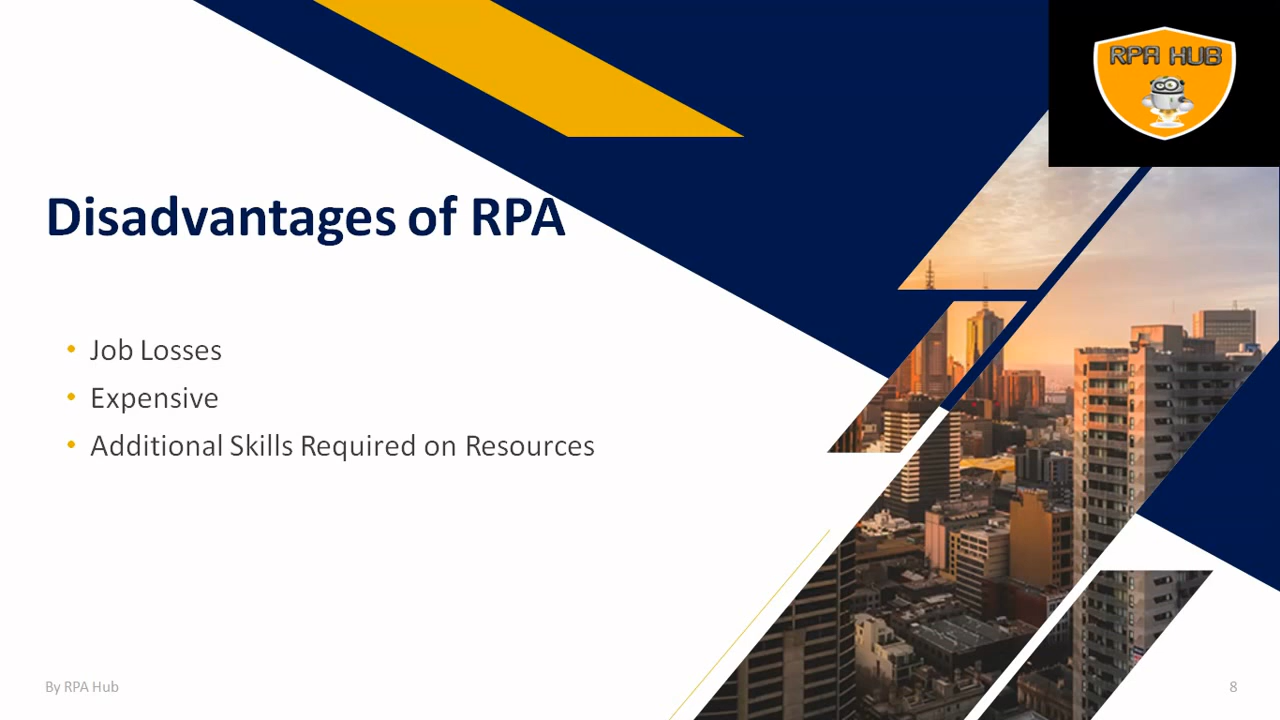 RPA HUB
Disadvantages of RPA
• Job Losses
• Expensive
• Additional Skills Required on Resources
By RPA Hub
8